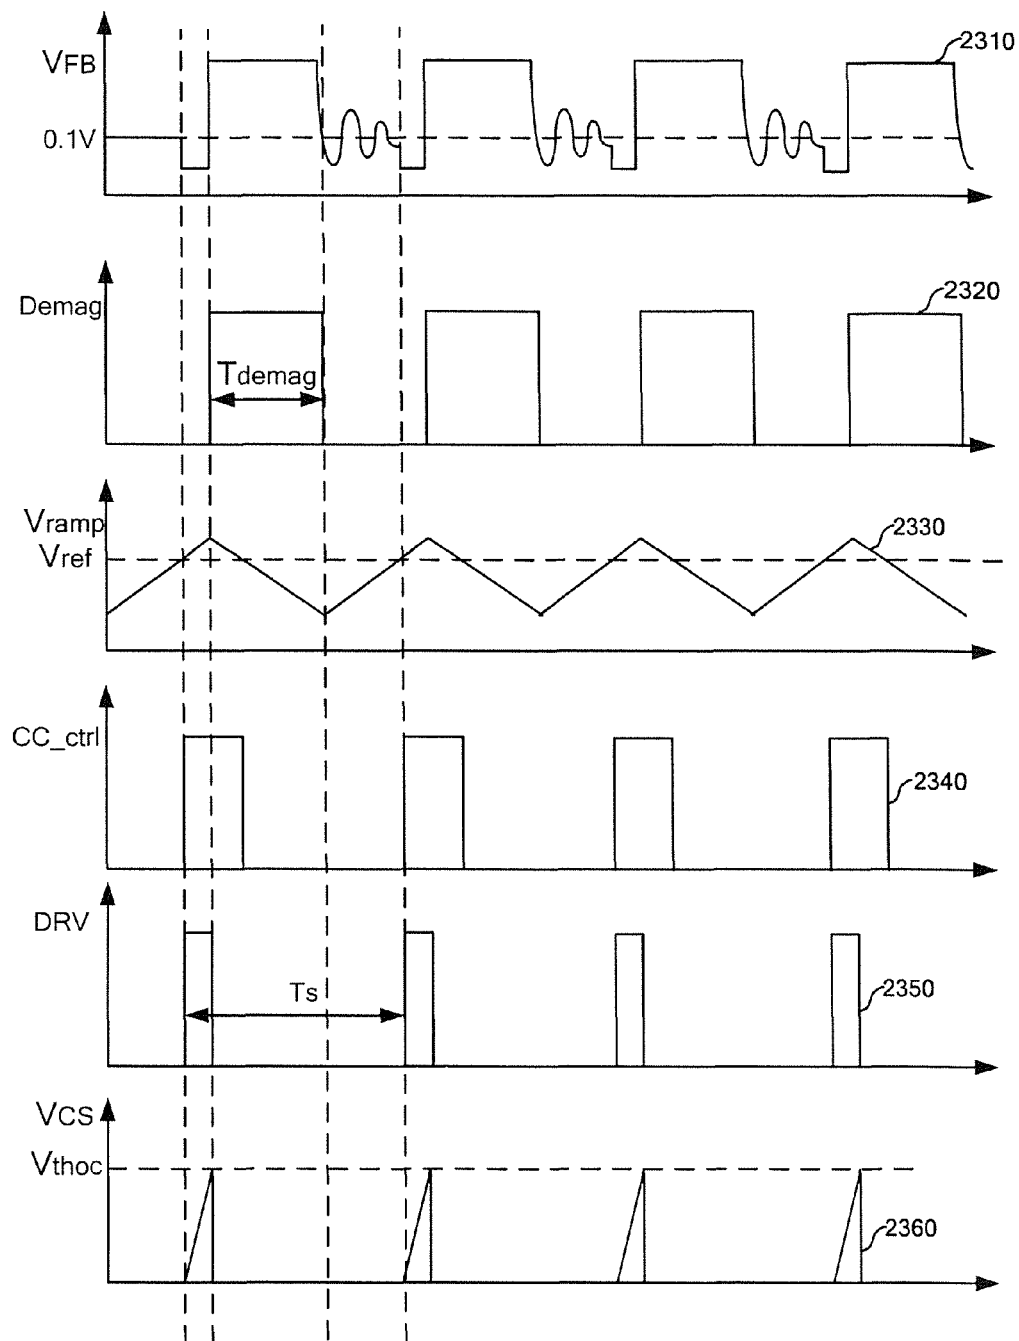 VFB
2310
0.1V
Demag
2320
Tdemag
Vramp
2330
Vref
CC_ctrl
2340
DRV
Ts
2350
VCS
Vthoc
2360